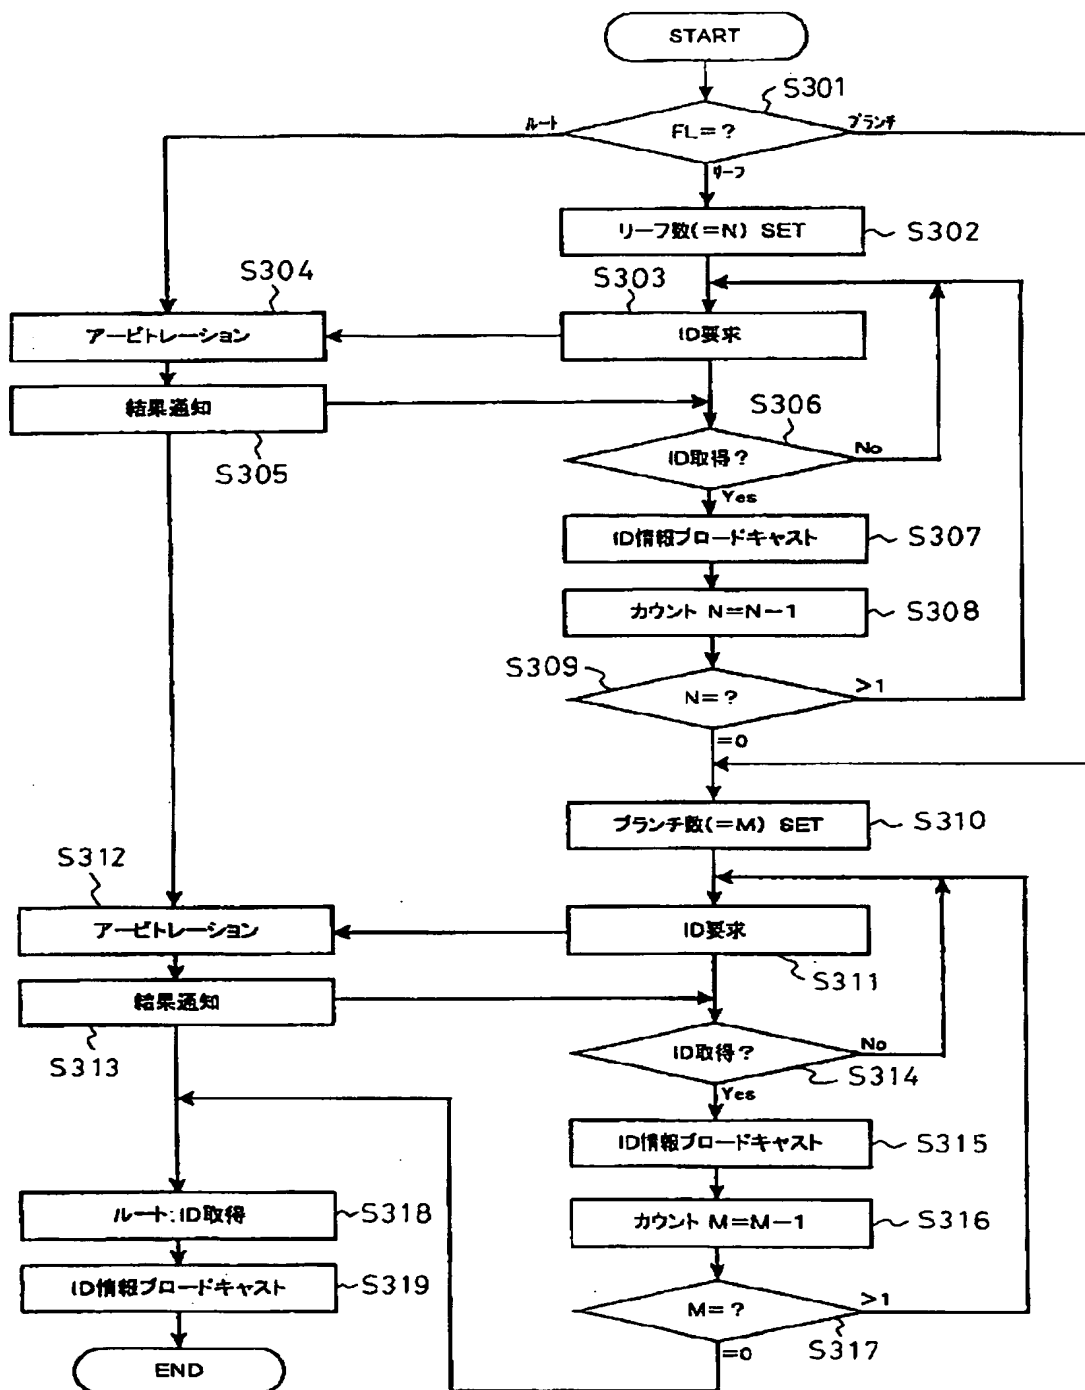 START
S301
FL=?
ルート
ブランチ
リーフ
リーフ数(=N) SET
S302
S304
S303
アービトレーション
ID要求
結果通知
S305
S306
ID取得?
No
Yes
ID情報ブロードキャスト
S307
カウント N=N-1
S308
S309
N=?
>1
=0
ブランチ数(=M) SET
S310
S312
アービトレーション
ID要求
S311
結果通知
S313
ID取得?
No
S314
Yes
ID情報ブロードキャスト
S315
ルート:ID取得
S318
カウント M=M-1
S316
ID情報ブロードキャスト
S319
M=?
>1
S317
=0
END